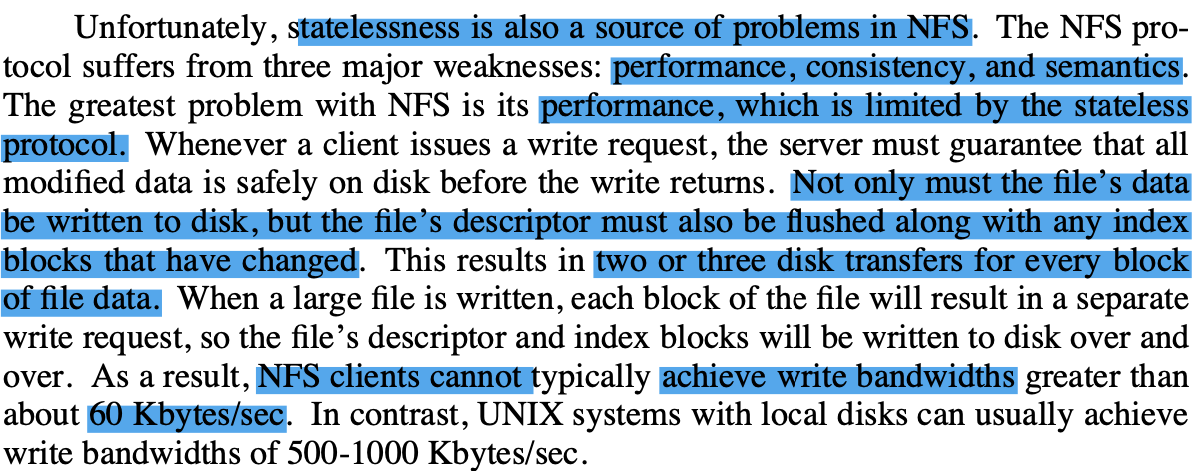 Unfortunately, statelessness is also a source of problems in NFS. The NFS pro-
tocol suffers from three major weaknesses: performance, consistency, and semantics.
The greatest problem with NFS is its performance, which is limited by the stateless
protocol. Whenever a client issues a write request, the server must guarantee that all
modified data is safely on disk before the write returns. Not only must the file's data
be written to disk, but the file's descriptor must also be flushed along with any index
blocks that have changed. This results in two or three disk transfers for every block
of file data. When a large file is written, each block of the file will result in a separate
write request, so the file's descriptor and index blocks will be written to disk over and
over. As a result, NFS clients cannot typically achieve write bandwidths greater than
about 60 Kbytes/sec. In contrast, UNIX systems with local disks can usually achieve
write bandwidths of 500-1000 Kbytes/sec.